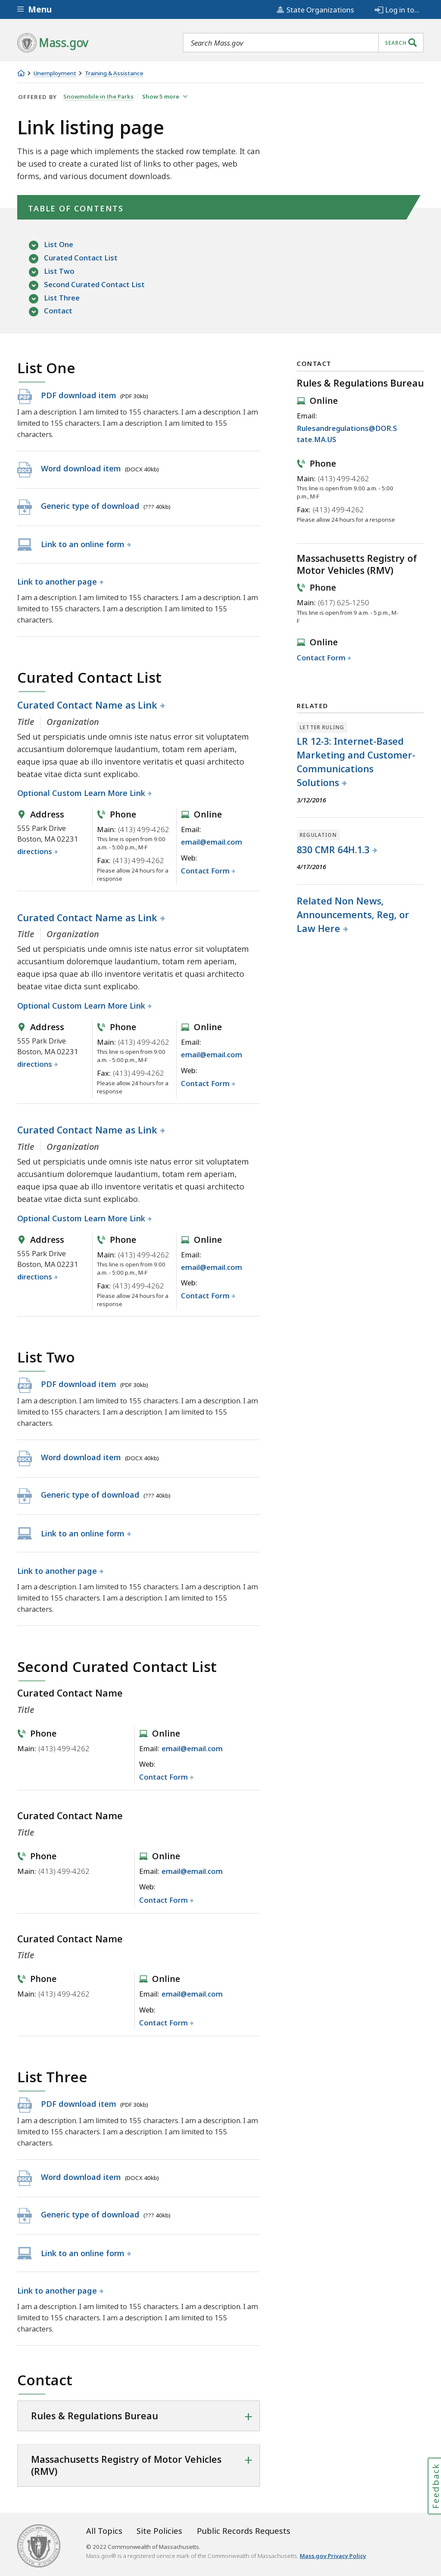 Menu
State Organizations
Log in to...
Mass.gov
Search Mass.gov
SEARCH
Unemployment
Training & Assistance
OFFERED BY Snowmobile in the Parks Show 5 more
Link listing page
This is a page which implements the stacked row template. It can
be used to create a curated list of links to other pages, web
forms, and various document downloads.
TABLE OF CONTENTS
List One
Curated Contact List
List Two
Second Curated Contact List
List Three
Contact
List One
PDF download item (PDF 30kb)
I am a description. I am limited to 155 characters. I am a description. I am
limited to 155 characters. I am a description. I am limited to 155
characters.
Word download item (DOCX 40kb)
Generic type of download (??? 40kb)
Link to an online form
Link to another page
I am a description. I am limited to 155 characters. I am a description. I am
limited to 155 characters. I am a description. I am limited to 155
characters.
Curated Contact List
Curated Contact Name as Link
Title Organization
Sed ut perspiciatis unde omnis iste natus error sit voluptatem
accusantium doloremque laudantium, totam rem aperiam,
eaque ipsa quae ab illo inventore veritatis et quasi architecto
beatae vitae dicta sunt explicabo.
Optional Custom Learn More Link
Address
555 Park Drive
Boston, MA 02231
directions
Phone
Main: (413) 499-4262
This line is open from 9:00
a.m. - 5:00 p.m., M-F
Fax: (413) 499-4262
Please allow 24 hours for a
response
Online
Email:
email@email.com
Web:
Contact Form
Curated Contact Name as Link
Title Organization
Sed ut perspiciatis unde omnis iste natus error sit voluptatem
accusantium doloremque laudantium, totam rem aperiam,
eaque ipsa quae ab illo inventore veritatis et quasi architecto
beatae vitae dicta sunt explicabo.
Optional Custom Learn More Link
Address
555 Park Drive
Boston, MA 02231
directions
Phone
Main: (413) 499-4262
This line is open from 9:00
a.m. - 5:00 p.m., M-F
Fax: (413) 499-4262
Please allow 24 hours for a
response
Online
Email:
email@email.com
Web:
Contact Form
Curated Contact Name as Link
Title Organization
Sed ut perspiciatis unde omnis iste natus error sit voluptatem
accusantium doloremque laudantium, totam rem aperiam,
eaque ipsa quae ab illo inventore veritatis et quasi architecto
beatae vitae dicta sunt explicabo.
Optional Custom Learn More Link
Address
555 Park Drive
Boston, MA 02231
directions
Phone
Main: (413) 499-4262
This line is open from 9:00
a.m. - 5:00 p.m., M-F
Fax: (413) 499-4262
Please allow 24 hours for a
response
Online
Email:
email@email.com
Web:
Contact Form
List Two
PDF download item (PDF 30kb)
I am a description. I am limited to 155 characters. I am a description. I am
limited to 155 characters. I am a description. I am limited to 155
characters.
Word download item (DOCX 40kb)
Generic type of download (??? 40kb)
Link to an online form
Link to another page
I am a description. I am limited to 155 characters. I am a description. I am
limited to 155 characters. I am a description. I am limited to 155
characters.
Second Curated Contact List
Curated Contact Name
Title
Phone
Main: (413) 499-4262
Online
Email: email@email.com
Web:
Contact Form
Curated Contact Name
Title
Phone
Main: (413) 499-4262
Online
Email: email@email.com
Web:
Contact Form
Curated Contact Name
Title
Phone
Main: (413) 499-4262
Online
Email: email@email.com
Web:
Contact Form
List Three
PDF download item (PDF 30kb)
I am a description. I am limited to 155 characters. I am a description. I am
limited to 155 characters. I am a description. I am limited to 155
characters.
Word download item (DOCX 40kb)
Generic type of download (??? 40kb)
Link to an online form
Link to another page
I am a description. I am limited to 155 characters. I am a description. I am
limited to 155 characters. I am a description. I am limited to 155
characters.
Contact
Rules & Regulations Bureau
Massachusetts Registry of Motor Vehicles
(RMV)
CONTACT
Rules & Regulations Bureau
Online
Email:
Rulesandregulations@DOR.S
tate.MA.US
Phone
Main: (413) 499-4262
This line is open from 9:00 a.m. - 5:00
p.m., M-F
Fax: (413) 499-4262
Please allow 24 hours for a response
Massachusetts Registry of
Motor Vehicles (RMV)
Phone
Main: (617) 625-1250
This line is open from 9 a.m. - 5 p.m., M-
F
Online
Contact Form
RELATED
LETTER RULING
LR 12-3: Internet-Based
Marketing and Customer-
Communications
Solutions
3/12/2016
REGULATION
830 CMR 64H.1.3
4/17/2016
Related Non News,
Announcements, Reg, or
Law Here
Feedback
All Topics
Site Policies
Public Records Requests
© 2022 Commonwealth of Massachusetts.
Mass.gov® is a registered service mark of the Commonwealth of Massachusetts. Mass.gov Privacy Policy